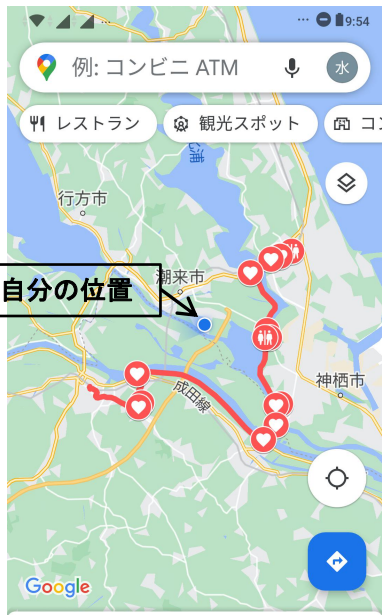 9:54
例: コンビニ ATM
水
レストラン
観光スポット
コン
浦
行方市
潮来市
自分の位置
神栖市
成田線
Google